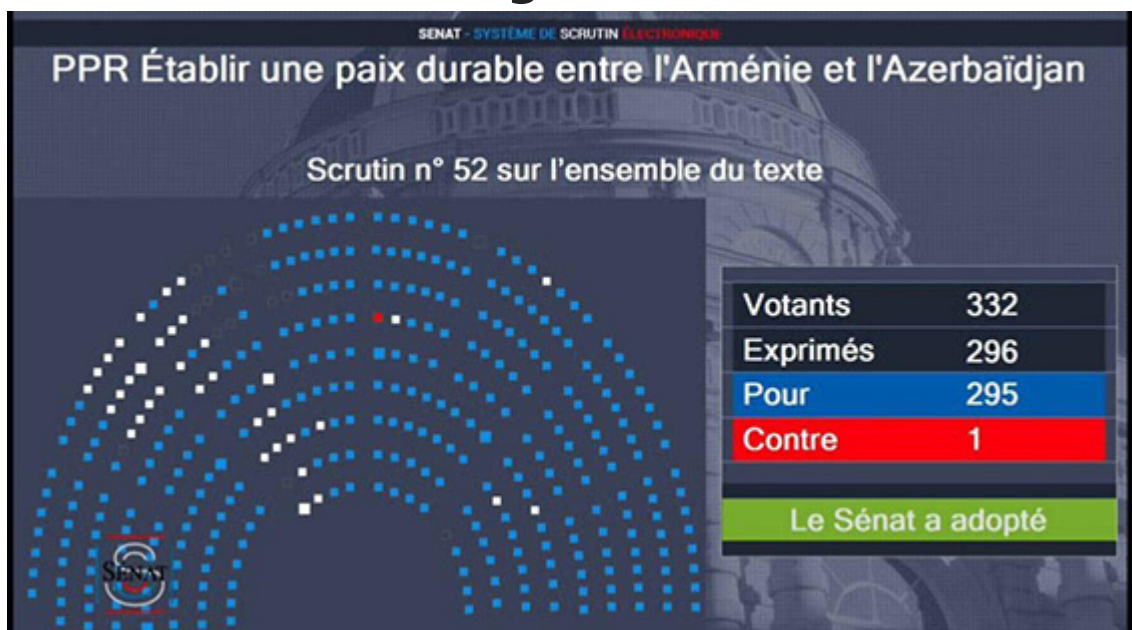 SENAT - SYSTÈME DE SCRUTIN ÉLECTRONIQUE
PPR Établir une paix durable entre l'Arménie et l'Azerbaïdjan
Scrutin n° 52 sur l'ensemble du texte
Votants 332
Exprimés 296
Pour 295
Contre 1
Le Sénat a adopté
SÉNAT